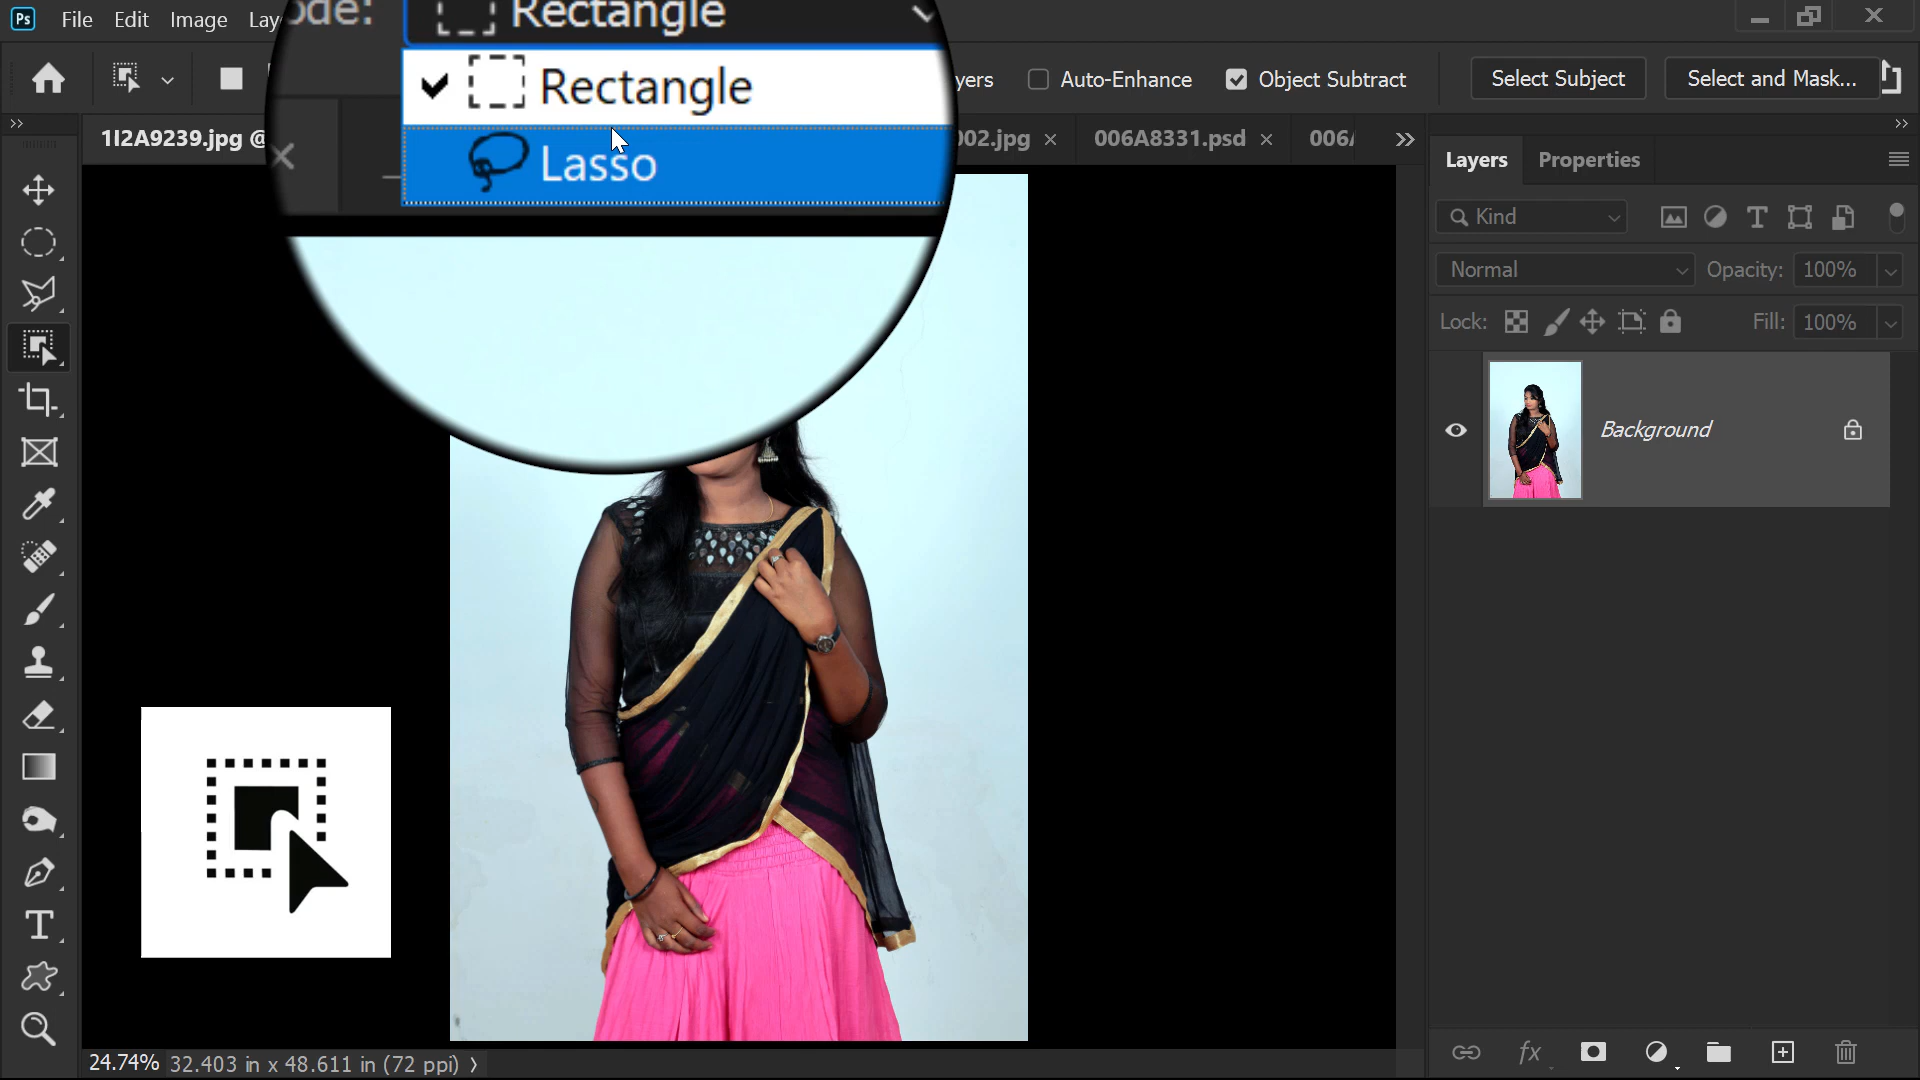 Ps File Edit Image Lay
ode: Rectangle
Rectangle
Lasso
yers Auto-Enhance Object Subtract Select Subject Select and Mask...
1I2A9239.jpg @ 002.jpg × 006A8331.psd × 006/
Layers Properties
Kind
Normal Opacity: 100%
Lock: Fill: 100%
Background
24.74% 32.403 in x 48.611 in (72 ppi)
fx